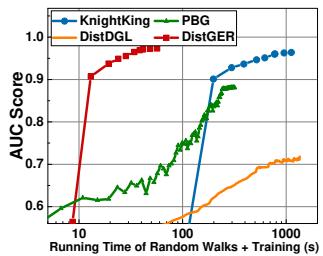 KnightKing PBG
DistDGL DistGER
1.0
0.9
0.8
0.7
0.6
AUC Score
10 100 1000
Running Time of Random Walks + Training (s)